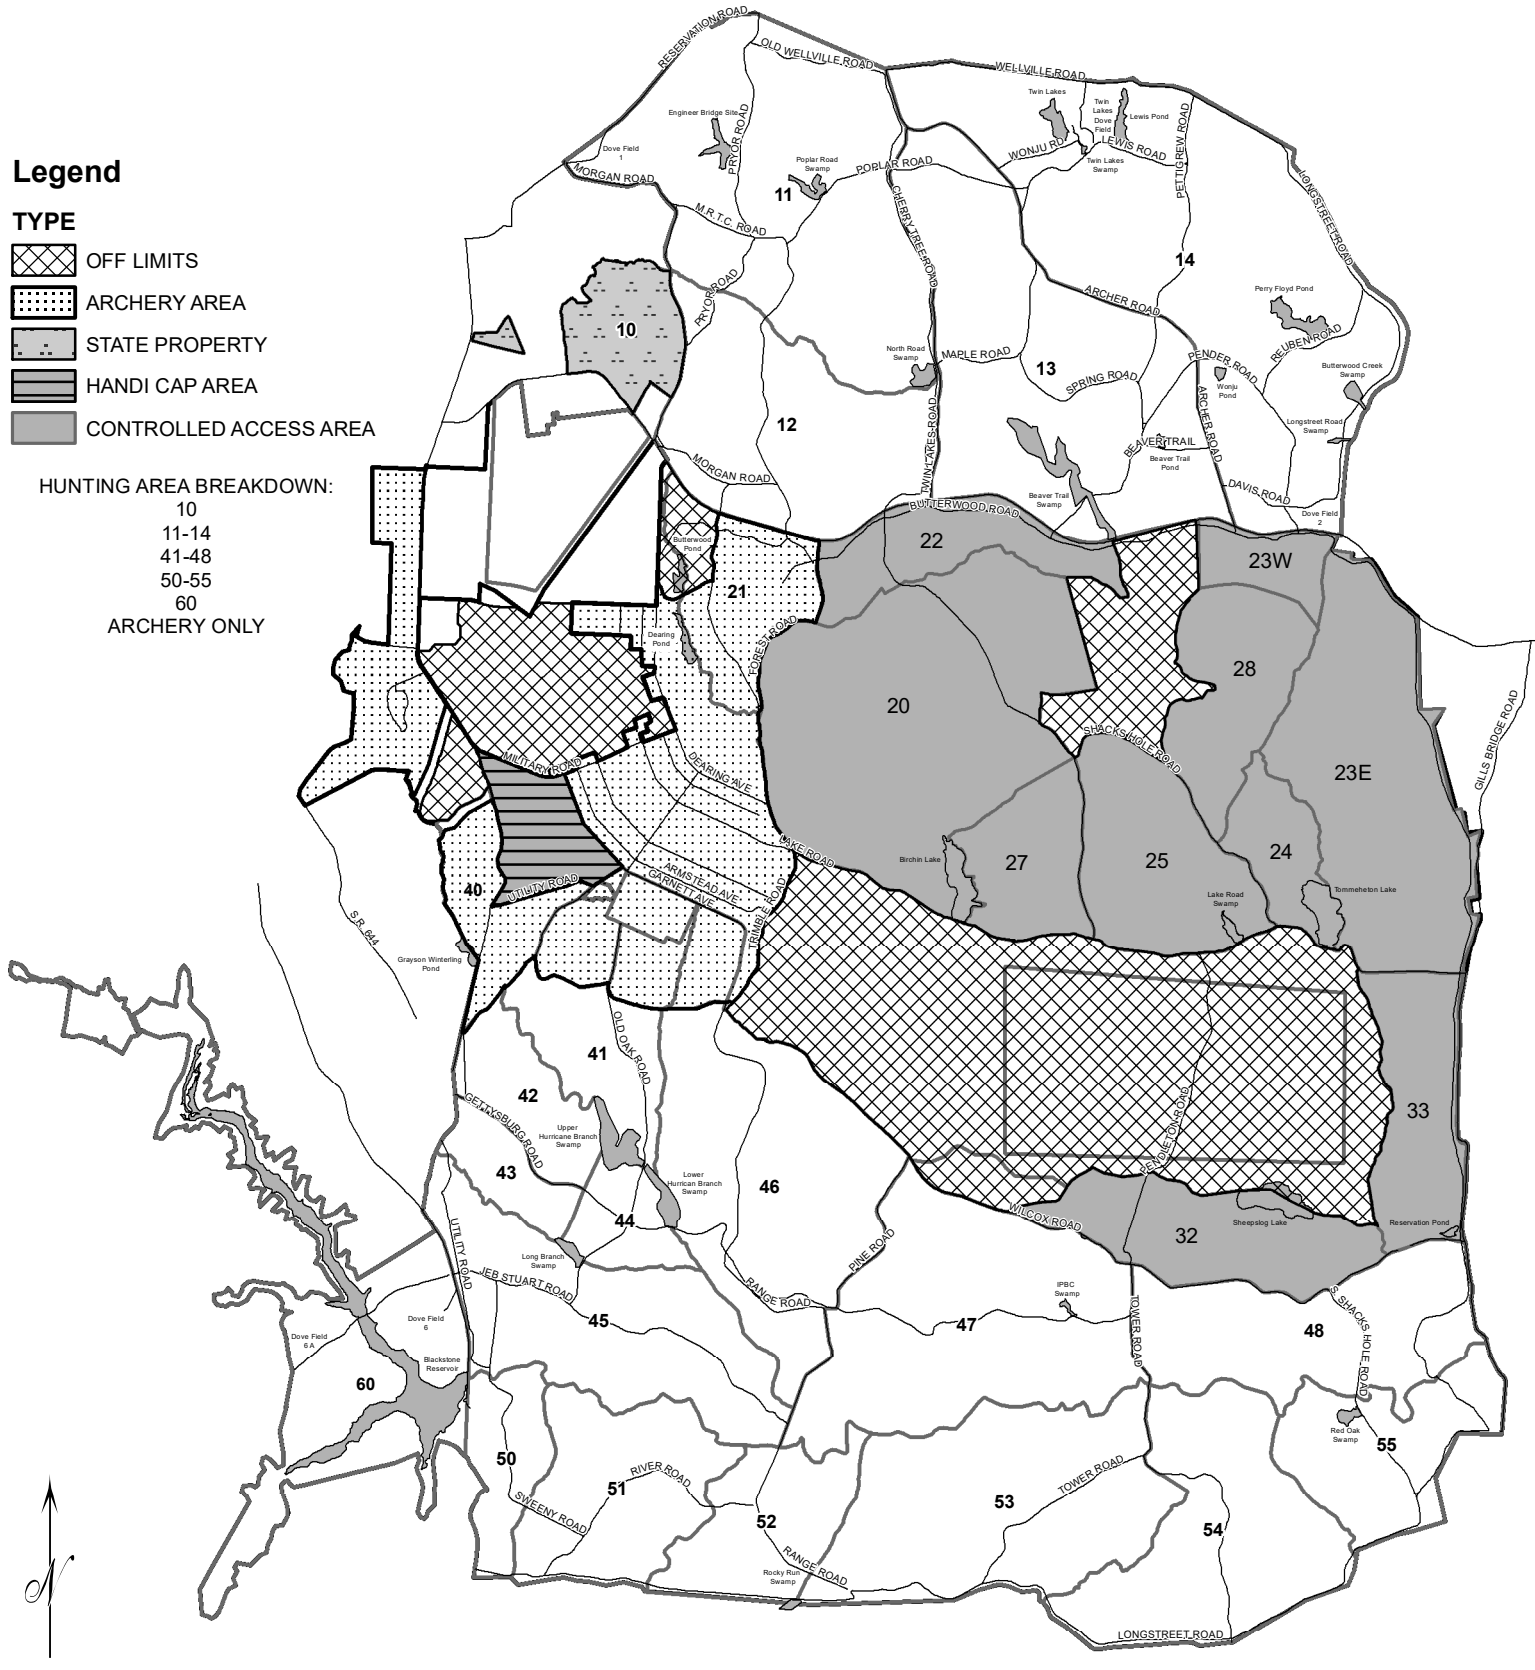 Legend
TYPE
OFF LIMITS
ARCHERY AREA
STATE PROPERTY
HANDI CAP AREA
CONTROLLED ACCESS AREA
HUNTING AREA BREAKDOWN:
10
11-14
41-48
50-55
60
ARCHERY ONLY
RESERVATION ROAD
OLD WELLVILLE ROAD
WELLVILLE ROAD
Engineer Bridge Site
PRYOR ROAD
Twin Lakes
Twin
Lakes
Dove
Field
Lewis Pond
PETTIGREW ROAD
Dove Field
1
MORGAN ROAD
Poplar Road
Swamp
POPLAR ROAD
WONJU RD
LEWIS ROAD
Twin Lakes
Swamp
LONGSTREET ROAD
11
M.R.T.C. ROAD
CHERRY TREE ROAD
14
PRYOR ROAD
ARCHER ROAD
Perry Floyd Pond
REUBEN ROAD
10
North Road
Swamp
MAPLE ROAD
13
SPRING ROAD
PENDER ROAD
Wonju
Pond
Butterwood Creek
Swamp
12
TWIN LAKES ROAD
ARCHER ROAD
Longstreet Road
Swamp
BEAVER TRAIL
Beaver Trail
Pond
MORGAN ROAD
Beaver Trail
Swamp
DAVIS ROAD
Dove Field
2
BUTTERWOOD ROAD
Butterwood
Pond
22
23W
21
Dearing
Pond
FOREST ROAD
28
20
GILLS BRIDGE ROAD
SHACKS HOLE ROAD
MILITARY ROAD
DEARING AVE
23E
LAKE ROAD
Birchin Lake
27
25
24
40
UTILITY ROAD
ARMSTEAD AVE
GARNETT AVE
TRIMBLE ROAD
Lake Road
Swamp
Tommeheton Lake
S.R. 644
Grayson Winterling
Pond
OLD OAK ROAD
41
42
GETTYSBURG ROAD
Upper
Hurricane Branch
Swamp
33
PENDLETON ROAD
43
Lower
Hurrican Branch
Swamp
46
44
WILCOX ROAD
Sheepslog Lake
Reservation Pond
32
UTILITY ROAD
Long Branch
Swamp
PINE ROAD
JEB STUART ROAD
RANGE ROAD
IPBC
Swamp
TOWER ROAD
S. SHACKS HOLE ROAD
45
47
48
Dove Field
6
Dove Field
6 A
Blackstone
Reservoir
60
Red Oak
Swamp
55
50
RIVER ROAD
51
SWEENY ROAD
TOWER ROAD
53
52
54
RANGE ROAD
Rocky Run
Swamp
LONGSTREET ROAD
N